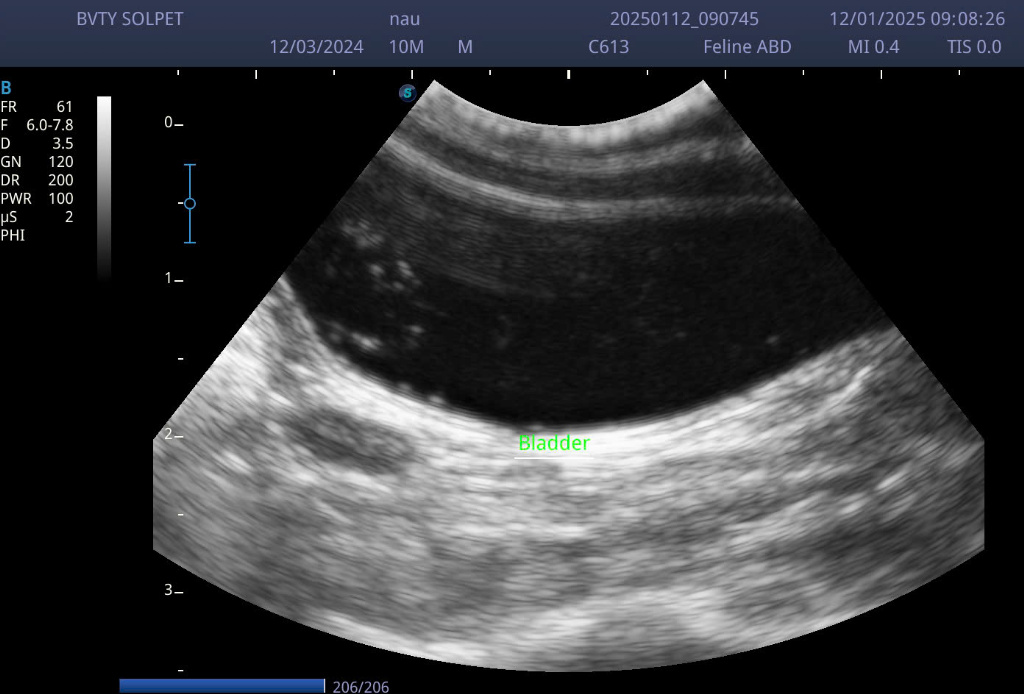 BVTY SOLPET nau 20250112_090745 12/01/2025 09:08:26
12/03/2024 10M M C613 Feline ABD MI 0.4 TIS 0.0
B
S
FR 61
F 6.0-7.8
D 3.5
GN 120
DR 200
PWR 100
µS 2
PHI
0
1
2
3
Bladder
206/206